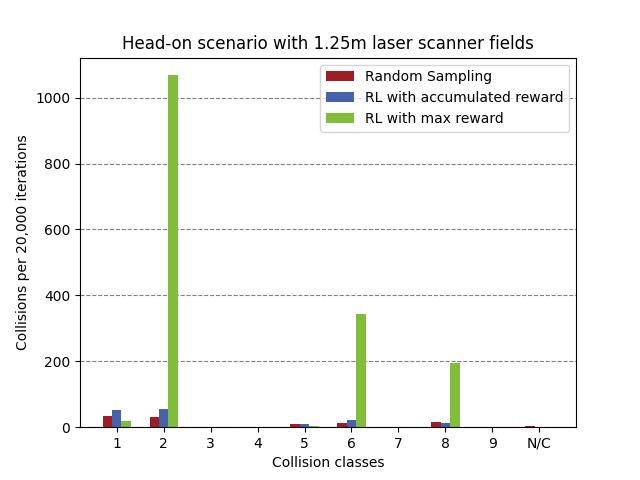 Head-on scenario with 1.25m laser scanner fields
Random Sampling
RL with accumulated reward
RL with max reward
Collisions per 20,000 iterations
1000
800
600
400
200
0
1 2 3 4 5 6 7 8 9 N/C
Collision classes